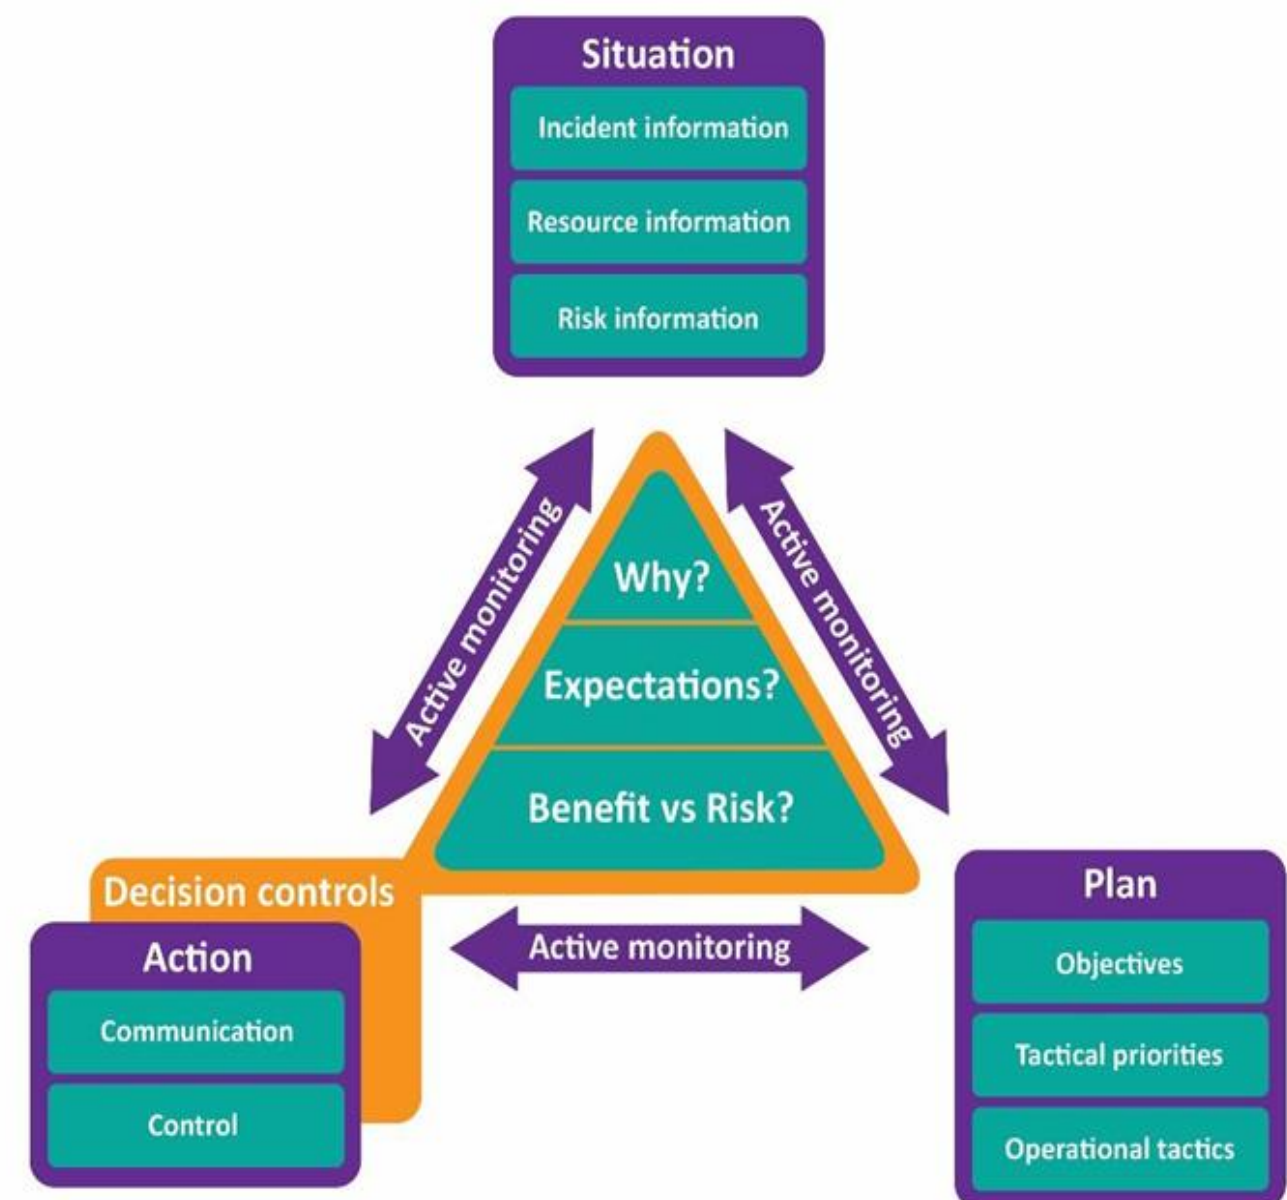 Situation
Incident information
Resource information
Risk information
Active monitoring
Active monitoring
Why?
Expectations?
Benefit vs Risk?
Decision controls
Action
Communication
Control
Active monitoring
Plan
Objectives
Tactical priorities
Operational tactics